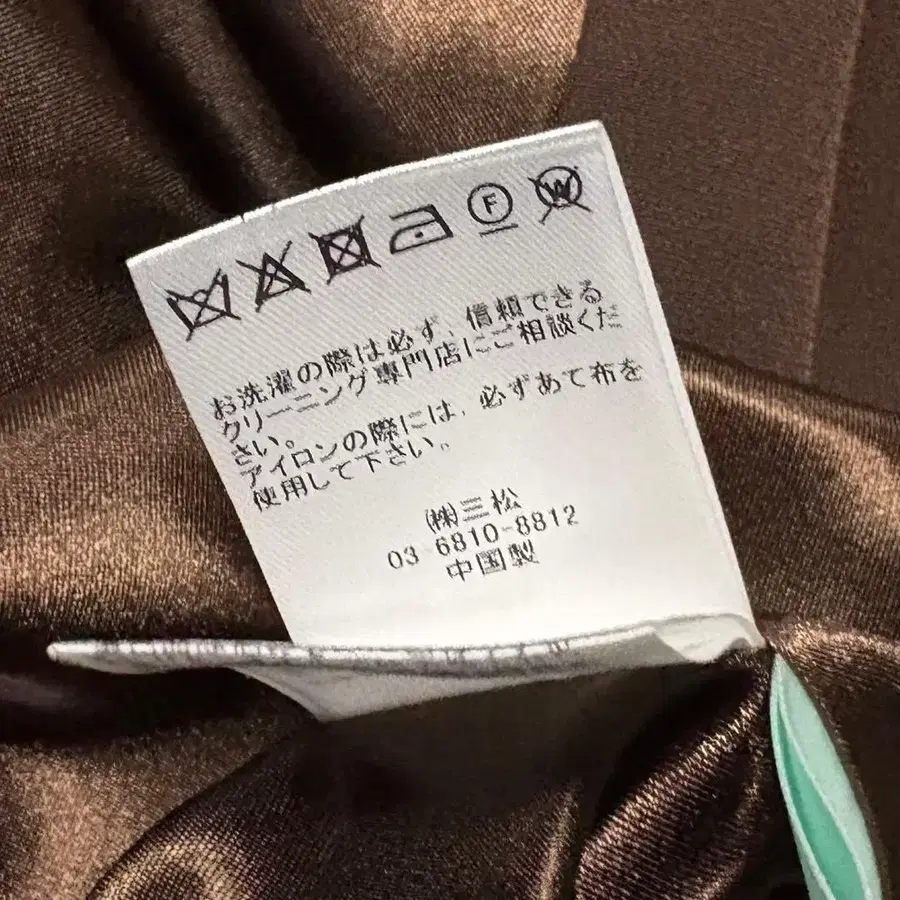 F W
お洗濯の際は必ず、信頼できる
クリーニング専門店にご相談くだ
さい。
アイロンの際には、必ずあて布を
使用して下さい。
㈱三松
03-6810-8812
中国製